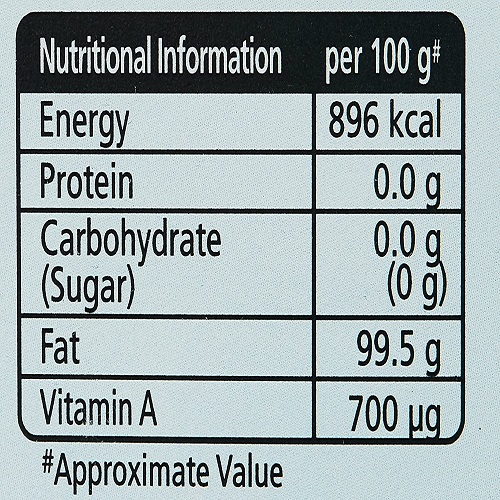 Nutritional Information per 100 g#
Energy 896 kcal
Protein 0.0 g
Carbohydrate 0.0 g
(Sugar) (0 g)
Fat 99.5 g
Vitamin A 700 µg
#Approximate Value